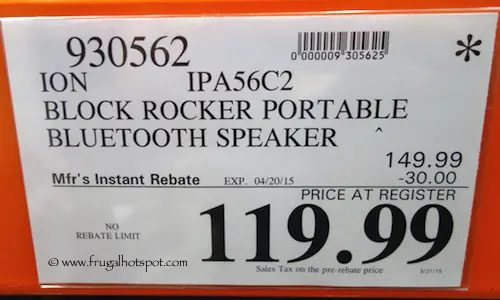 930562
0"000009"305625"
*
ION IPA56C2
BLOCK ROCKER PORTABLE
BLUETOOTH SPEAKER ^
149.99
Mfr's Instant Rebate EXP. 04/20/15 -30.00
PRICE AT REGISTER
NO
REBATE LIMIT
119.99
© www.frugalhotspot.com
Sales Tax on the pre-rebate price 3/31/15